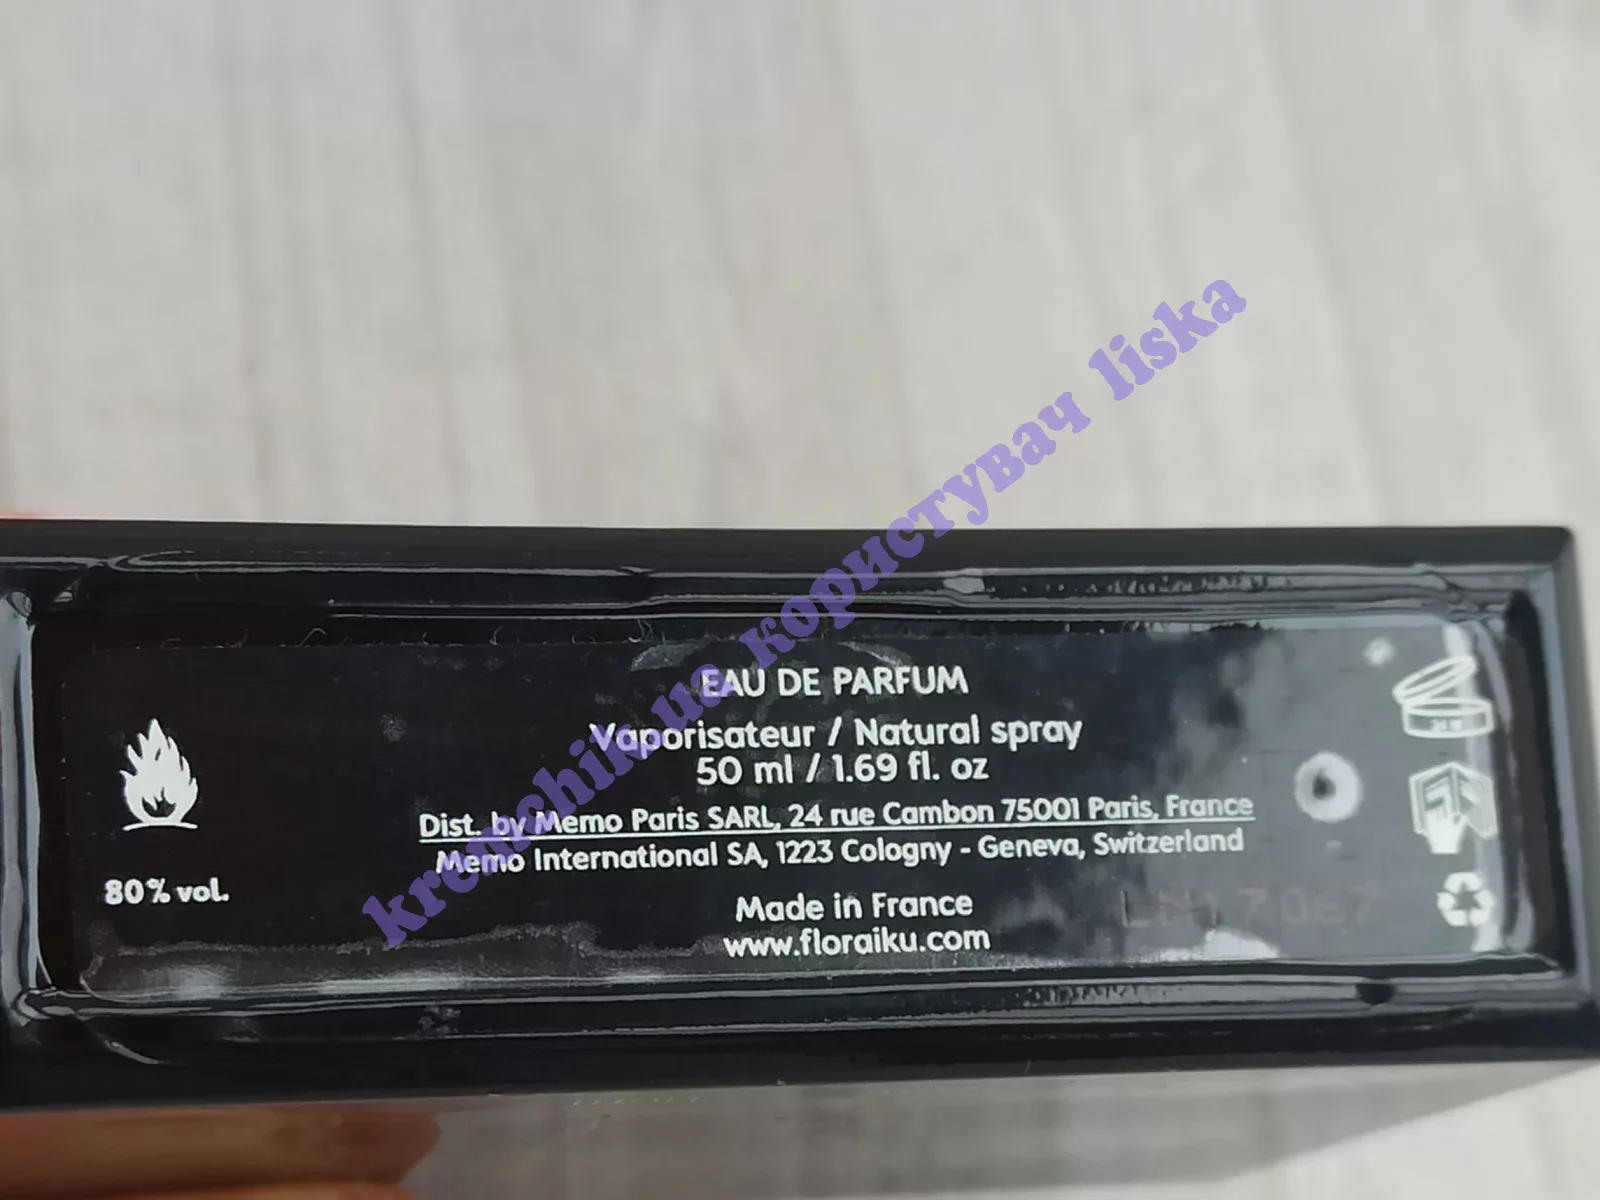 EAU DE PARFUM
Vaporisateur / Natural spray
50 ml / 1.69 fl. oz
Dist. by Memo Paris SARL, 24 rue Cambon 75001 Paris, France
Memo International SA, 1223 Cologny - Geneva, Switzerland
80% vol.
Made in France
www.floraiku.com
kremchik.ua користувач liska